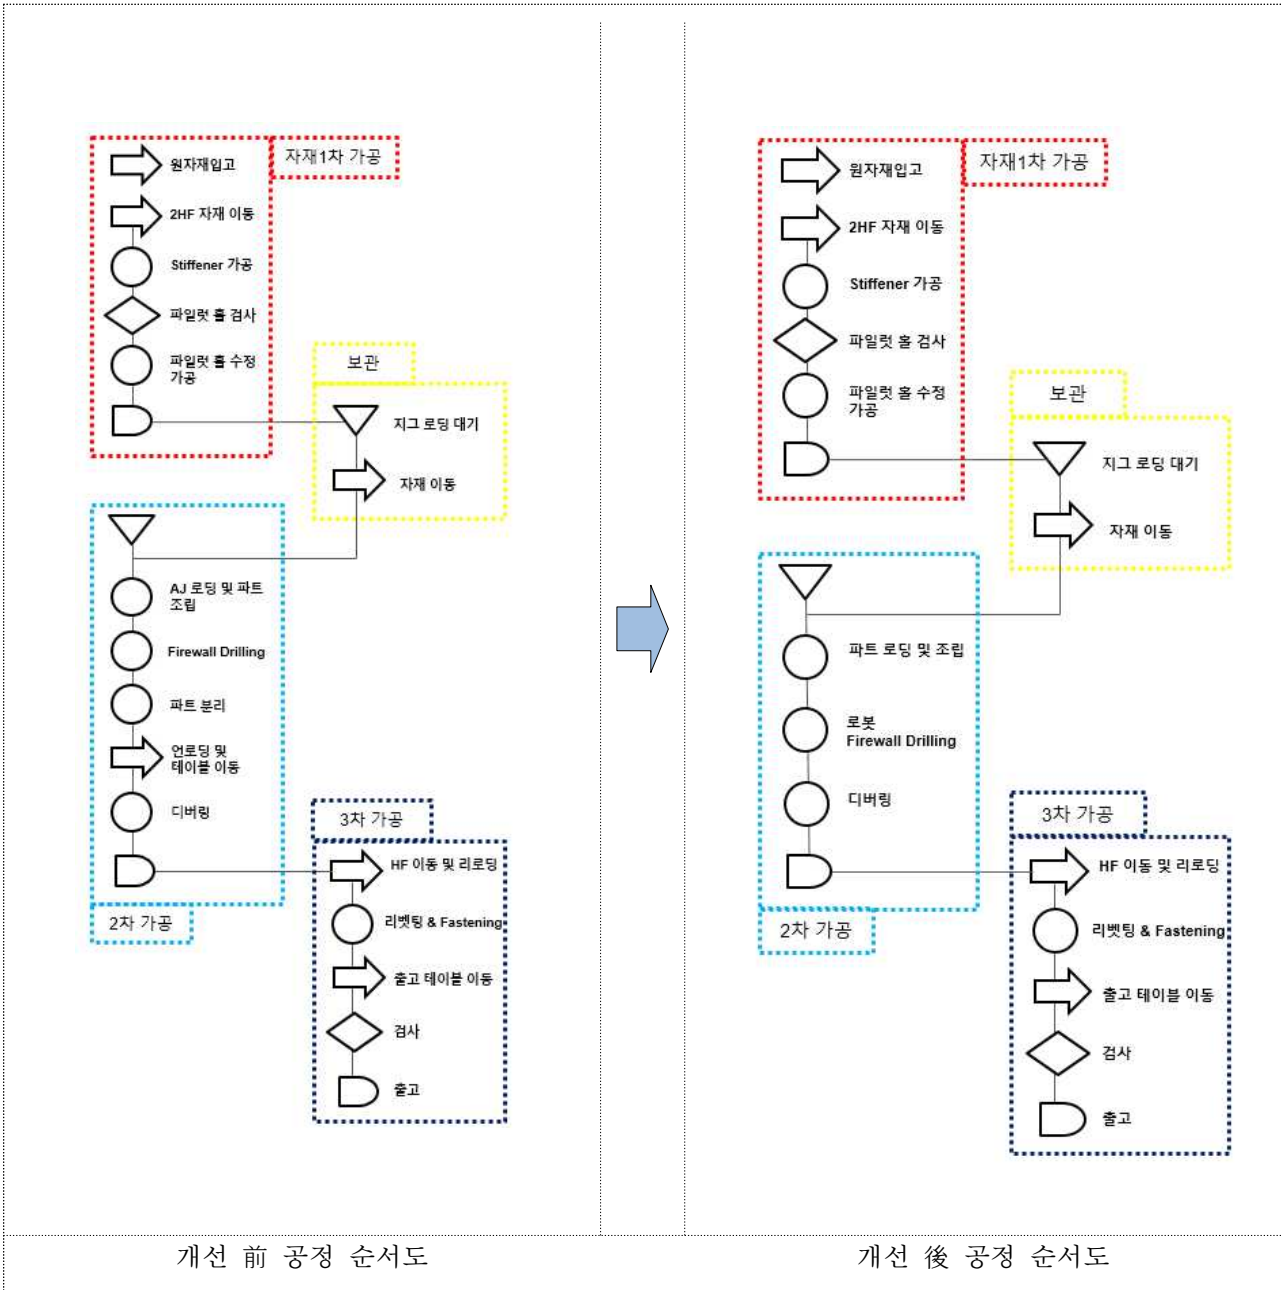 원자재입고
자재1차 가공
2HF 자재 이동
Stiffener 가공
파일럿 홀 검사
파일럿 홀 수정
가공
보관
지그 로딩 대기
자재 이동
AJ 로딩 및 파트
조립
Firewall Drilling
파트 분리
언로딩 및
테이블 이동
디버링
2차 가공
3차 가공
HF 이동 및 리로딩
리벳팅 & Fastening
출고 테이블 이동
검사
출고
개선 前 공정 순서도
원자재입고
자재1차 가공
2HF 자재 이동
Stiffener 가공
파일럿 홀 검사
파일럿 홀 수정
가공
보관
지그 로딩 대기
자재 이동
파트 로딩 및 조립
로봇
Firewall Drilling
디버링
2차 가공
3차 가공
HF 이동 및 리로딩
리벳팅 & Fastening
출고 테이블 이동
검사
출고
개선 後 공정 순서도